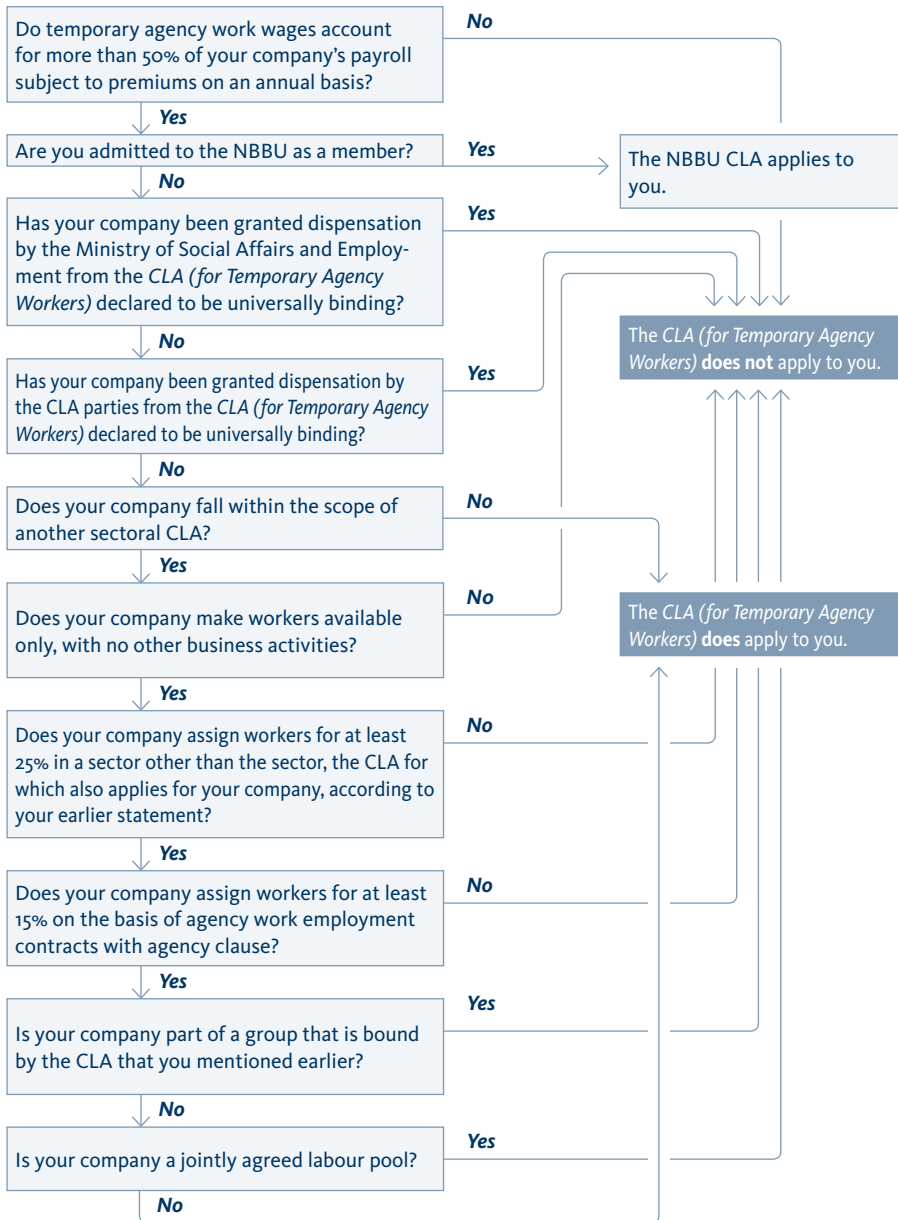 Do temporary agency work wages account
for more than 50% of your company's payroll
subject to premiums on an annual basis?
No
Yes
Are you admitted to the NBBU as a member?
Yes
The NBBU CLA applies to
you.
No
Has your company been granted dispensation
by the Ministry of Social Affairs and Employ-
ment from the CLA (for Temporary Agency
Workers) declared to be universally binding?
Yes
The CLA (for Temporary Agency
Workers) does not apply to you.
No
Has your company been granted dispensation by
the CLA parties from the CLA (for Temporary Agency
Workers) declared to be universally binding?
Yes
No
Does your company fall within the scope of
another sectoral CLA?
No
Yes
Does your company make workers available
only, with no other business activities?
No
The CLA (for Temporary Agency
Workers) does apply to you.
Yes
Does your company assign workers for at least
25% in a sector other than the sector, the CLA for
which also applies for your company, according to
your earlier statement?
No
Yes
Does your company assign workers for at least
15% on the basis of agency work employment
contracts with agency clause?
No
Yes
Is your company part of a group that is bound
by the CLA that you mentioned earlier?
Yes
No
Is your company a jointly agreed labour pool?
Yes
No